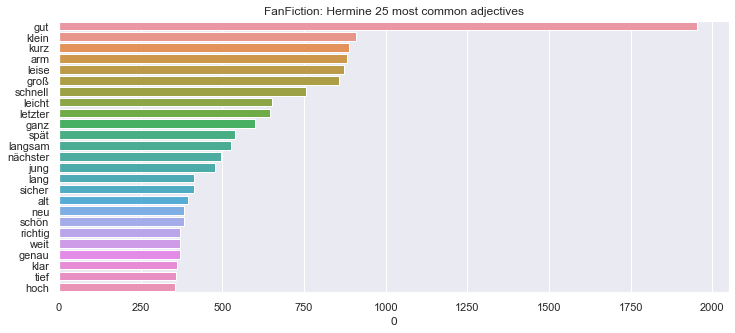 FanFiction: Hermine 25 most common adjectives
gut
klein
kurz
arm
leise
groß
schnell
leicht
letzter
ganz
spät
langsam
nächster
jung
lang
sicher
alt
neu
schön
richtig
weit
genau
klar
tief
hoch
0 250 500 750 1000 1250 1500 1750 2000
0